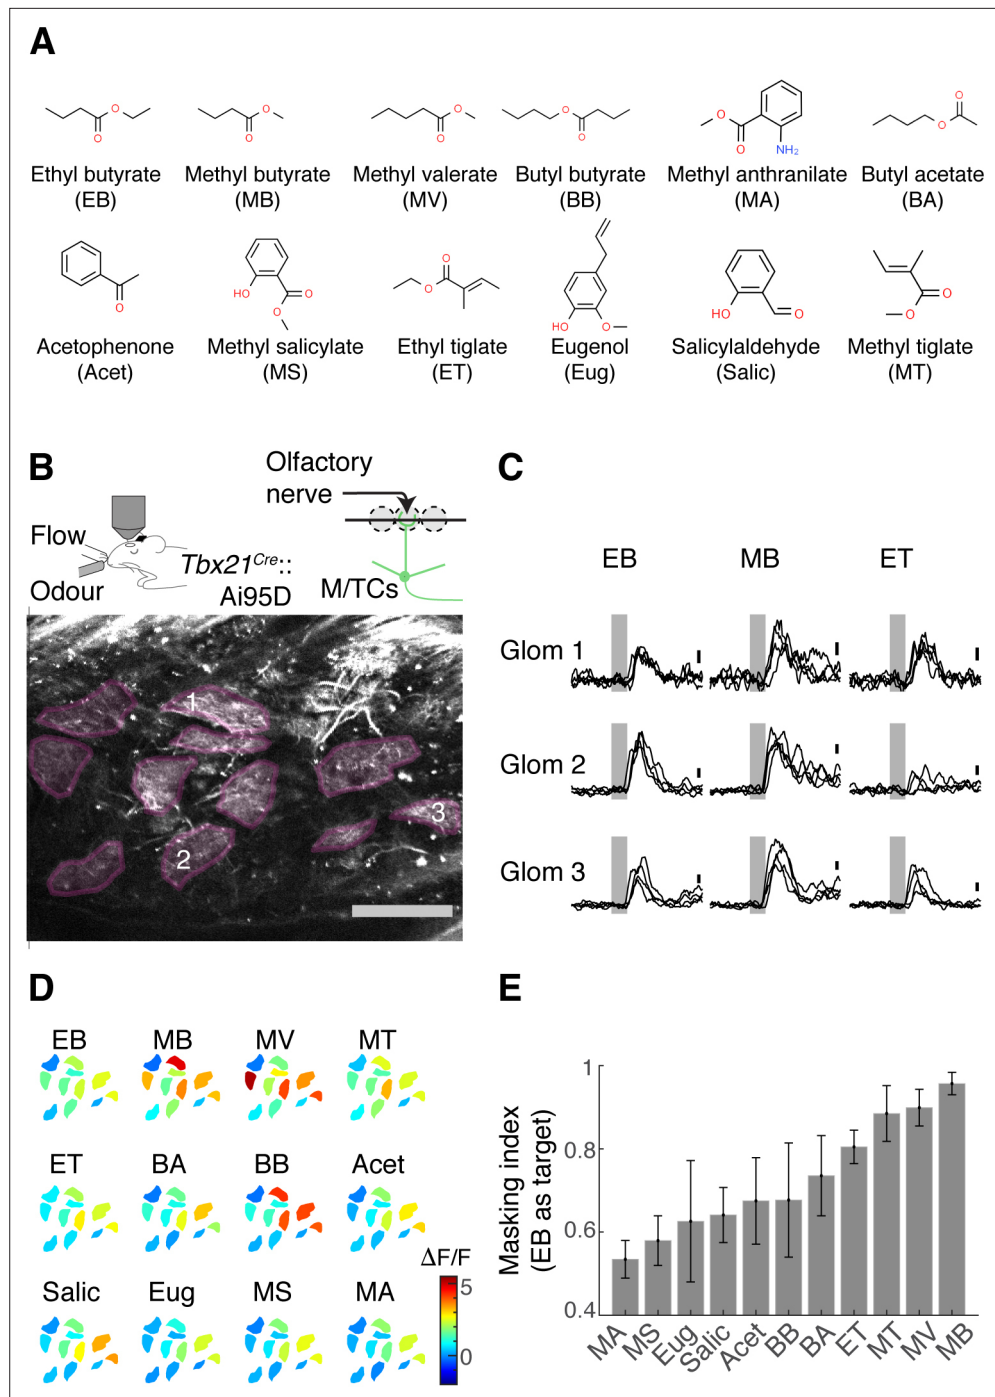 A
Ethyl butyrate
(EB)
Methyl butyrate
(MB)
Methyl valerate
(MV)
Butyl butyrate
(BB)
Methyl anthranilate
(MA)
Butyl acetate
(BA)
O
O
O
O
O
O
O
O
O
O
NH₂
O
O
Acetophenone
(Acet)
Methyl salicylate
(MS)
Ethyl tiglate
(ET)
Eugenol
(Eug)
Salicylaldehyde
(Salic)
Methyl tiglate
(MT)
O
HO
O
O
O
O
HO
O
HO
O
O
O
B
Flow
Odour
Tbx21Cre::
Ai95D
Olfactory
nerve
M/TCs
1
2
3
C
EB MB ET
Glom 1
Glom 2
Glom 3
D
EB MB MV MT
ET BA BB Acet
Salic Eug MS MA
ΔF/F
5
0
E
Masking index
(EB as target)
1
0.8
0.6
0.4
MA MS Eug Salic Acet BB BA ET MT MV MB